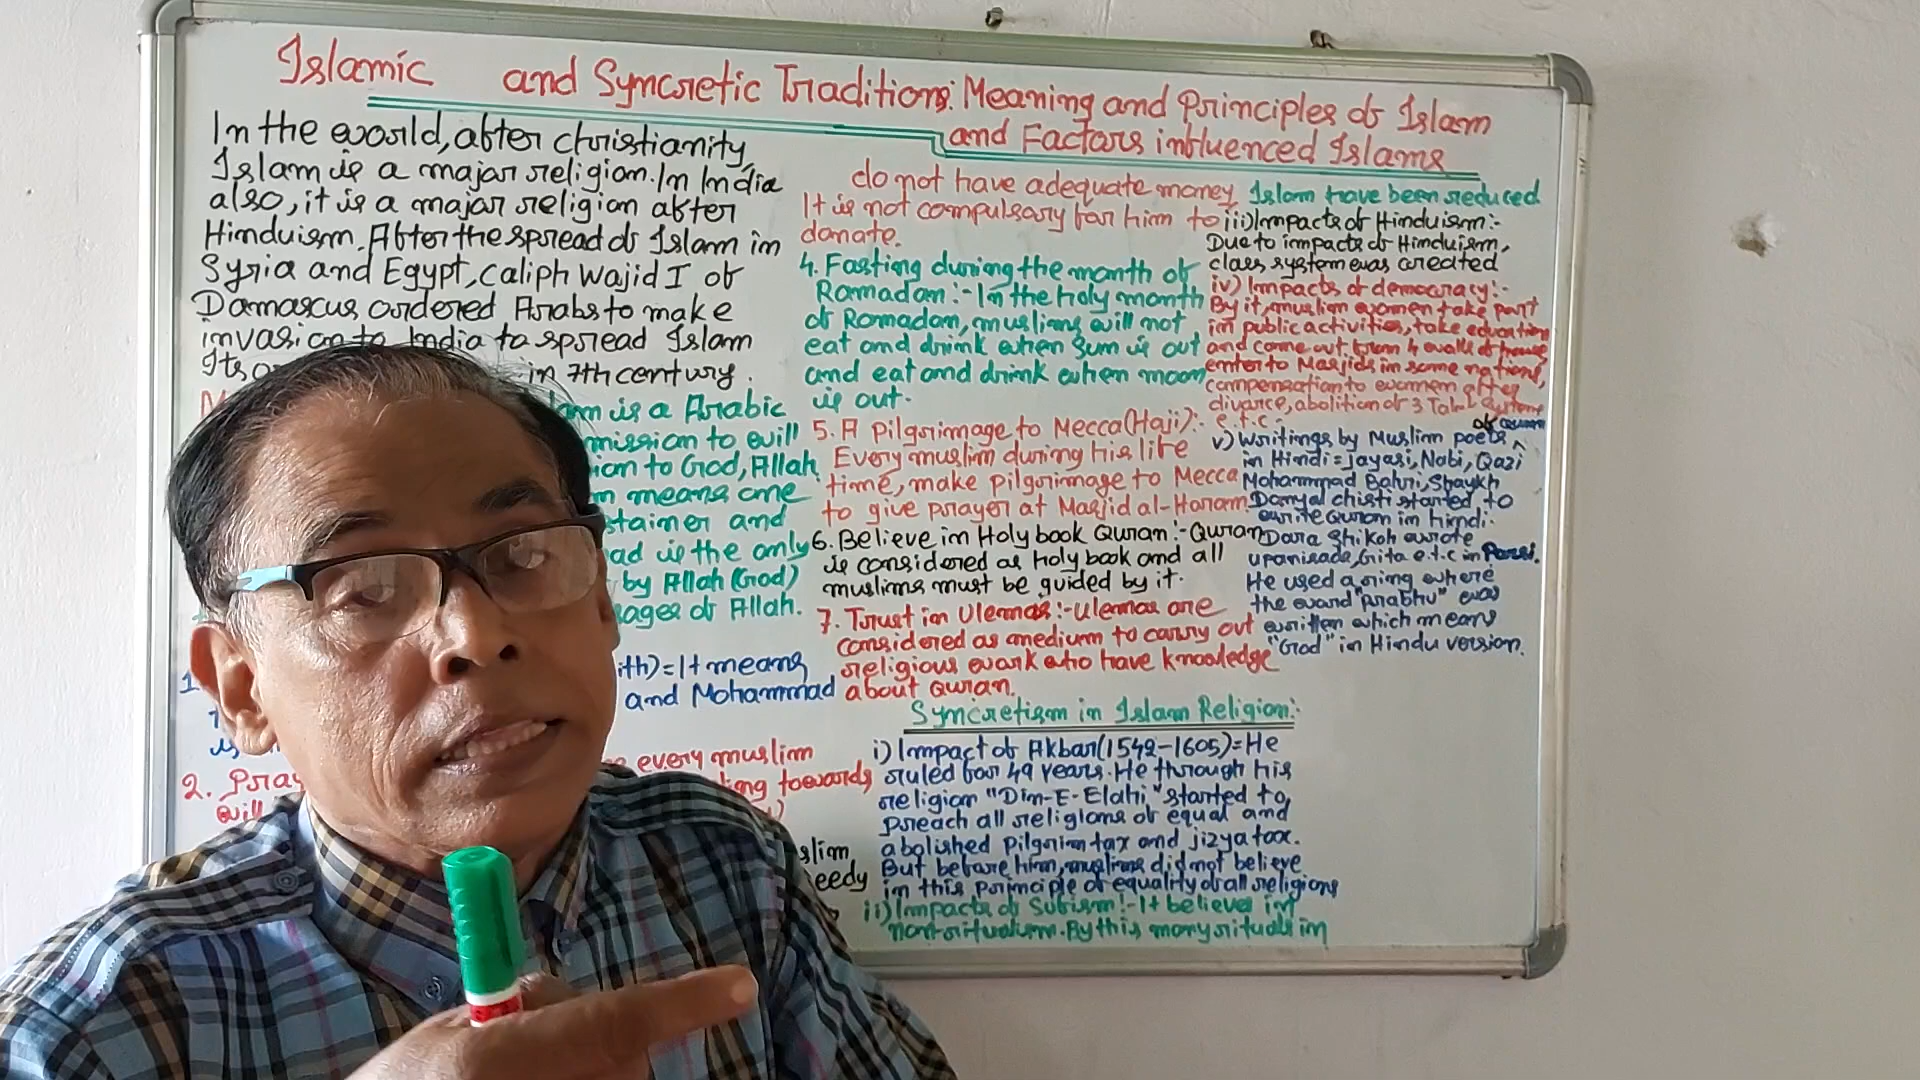 Islamic and Syncretic Traditions: Meaning and Principles of Islam
and Factors influenced Islams
In the world, after christianity,
Islam is a major religion. In India
also, it is a major religion after
Hinduism. After the spread of Islam in
Syria and Egypt, caliph Wajid I of
Damascus ordered Arabs to make
invasion to India to spread Islam
Its in 7th century.
is a Arabic
mission to will
to God, Allah
means one
and
is the only
by Allah (God)
of Allah.
1.
ith)=It means
and Mohammad
is
every muslim
2. towards
will
slim
eedy
do not have adequate money
It is not compulsory for him to
donate.
4. Fasting during the month of
Ramadan:- In the holy month
of Ramadan, muslims will not
eat and drink when sun is out
and eat and drink when moon
is out.
5. A Pilgrimage to Mecca(Haji):-
Every muslim during his life
time, make pilgrimage to Mecca
to give prayer at Masjid al-Haram
6. Believe in Holy book Quran:- Quran
is considered as holy book and all
muslims must be guided by it.
7. Trust in Ulemas:- Ulemas are
considered as medium to carry out
religious work who have knowledge
about Quran.
Syncretism in Islam Religion:-
i) Impact of Akbar(1542-1605)=He
ruled for 49 years. He through his
religion "Din-E-Elahi" started to
preach all religions of equal and
abolished pilgrim tax and jizya tax.
But before him, muslims did not believe
in this principle of equality of all religions
ii) Impacts of Sufism:- It believes in
non-ritualism. By this many rituals in
Islam have been reduced.
iii) Impacts of Hinduism:-
Due to impacts of Hinduism,
class system was created
iv) Impacts of democracy:-
By it, muslim women take part
in public activities, take education
and come out from 4 walls of house,
enter to Masjids in some nations,
compensation to women after
divorce, abolition of 3
e.t.c.-
v) Writings by Muslim poets
in Hindi=jayasi, Nabi, Qazi
Mohammad Bahri, Shaykh
Danyal chisti started to
write Quran in hindi.
Dara Shikoh wrote
upanisads, Gita e.t.c in Parsi.
He used a ring where
the word "prabhu" was
written which means
"God" in Hindu version.